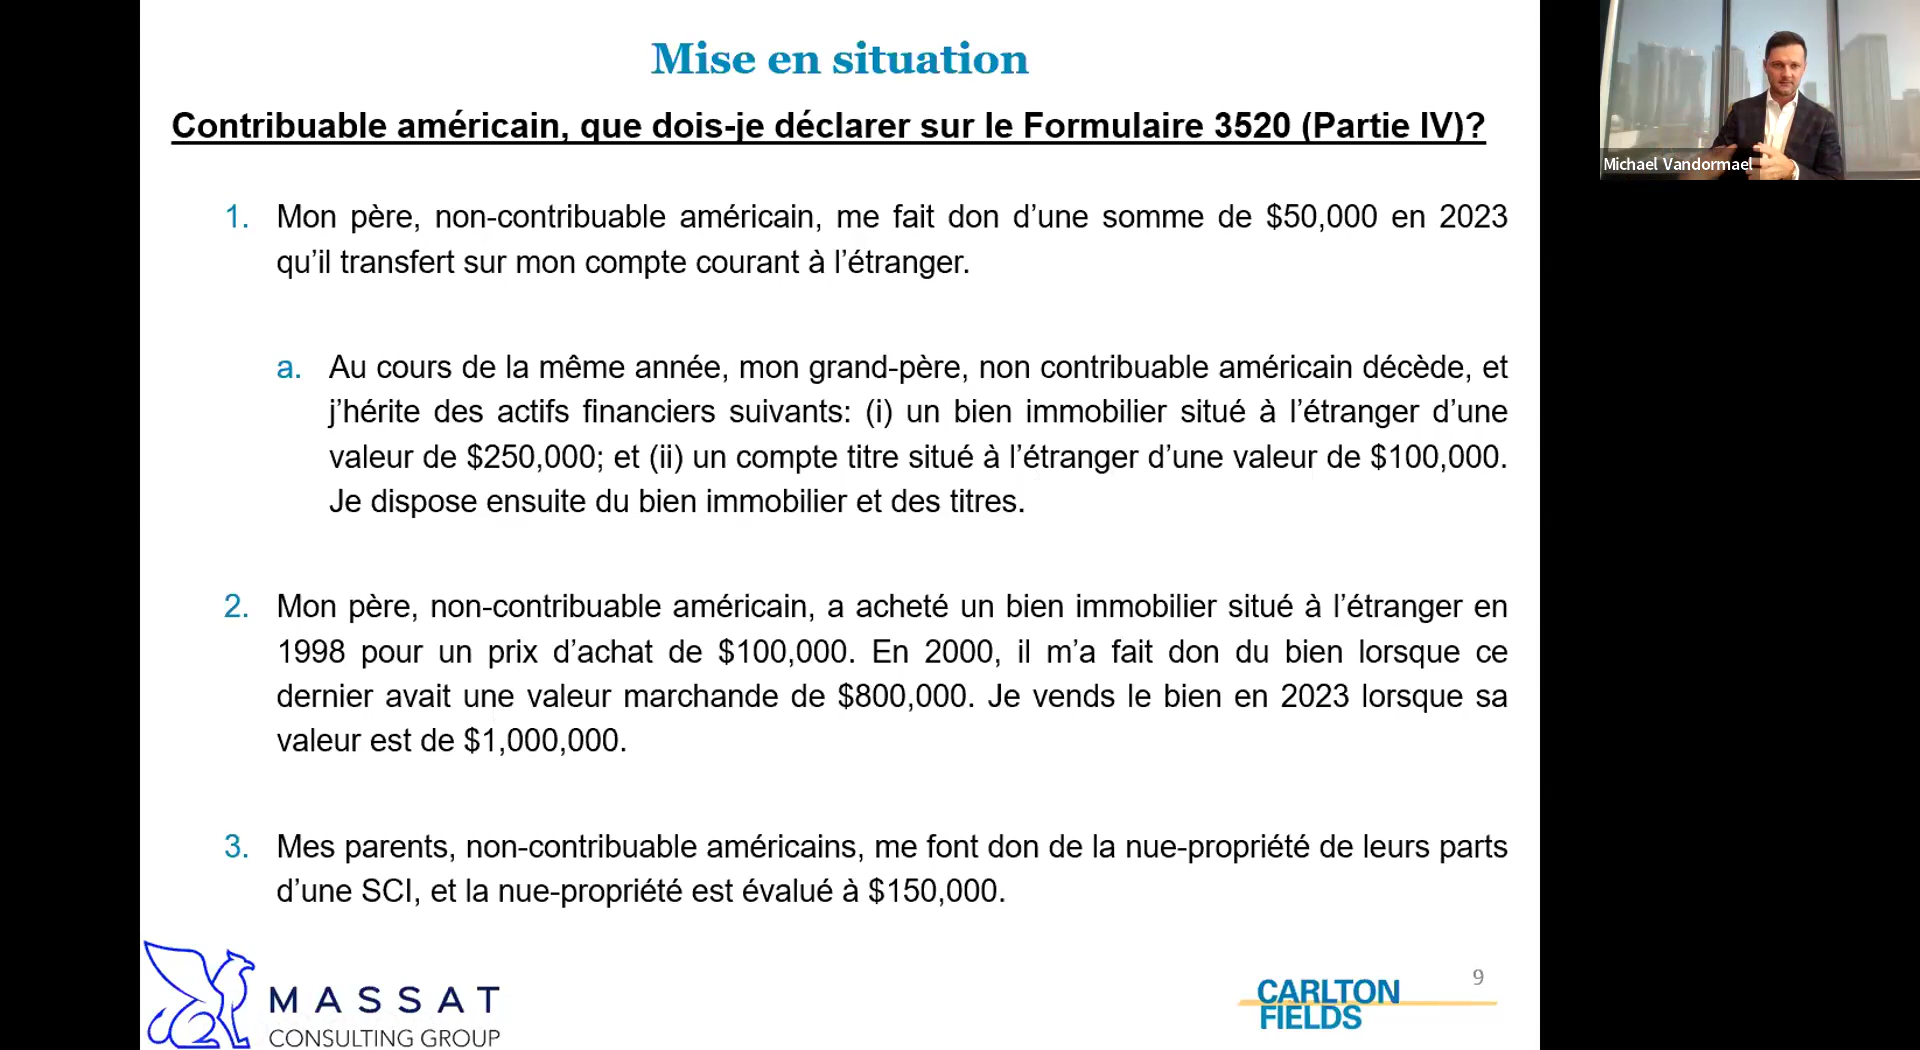 Mise en situation
Contribuable américain, que dois-je déclarer sur le Formulaire 3520 (Partie IV)?
1. Mon père, non-contribuable américain, me fait don d’une somme de $50,000 en 2023
qu’il transfert sur mon compte courant à l’étranger.
a. Au cours de la même année, mon grand-père, non contribuable américain décède, et
j’hérite des actifs financiers suivants: (i) un bien immobilier situé à l’étranger d’une
valeur de $250,000; et (ii) un compte titre situé à l’étranger d’une valeur de $100,000.
Je dispose ensuite du bien immobilier et des titres.
2. Mon père, non-contribuable américain, a acheté un bien immobilier situé à l’étranger en
1998 pour un prix d’achat de $100,000. En 2000, il m’a fait don du bien lorsque ce
dernier avait une valeur marchande de $800,000. Je vends le bien en 2023 lorsque sa
valeur est de $1,000,000.
3. Mes parents, non-contribuable américains, me font don de la nue-propriété de leurs parts
d’une SCI, et la nue-propriété est évalué à $150,000.
MASSAT
CONSULTING GROUP
CARLTON
FIELDS
9
Michael Vandormael